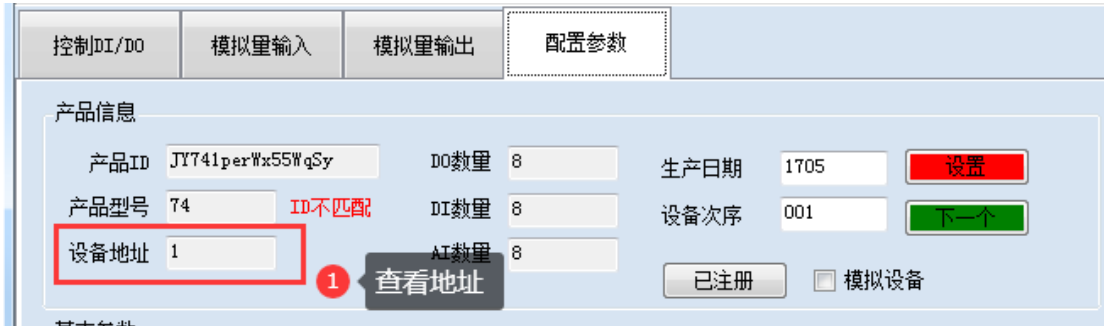 控制DI/DO 模拟量输入 模拟量输出 配置参数
产品信息
产品ID JY741perWx55WqSy DO数量 8 生产日期 1705 设置
产品型号 74 ID不匹配 DI数量 8 设备次序 001 下一个
设备地址 1 AI数量 8
1 查看地址 已注册 模拟设备
基本参数